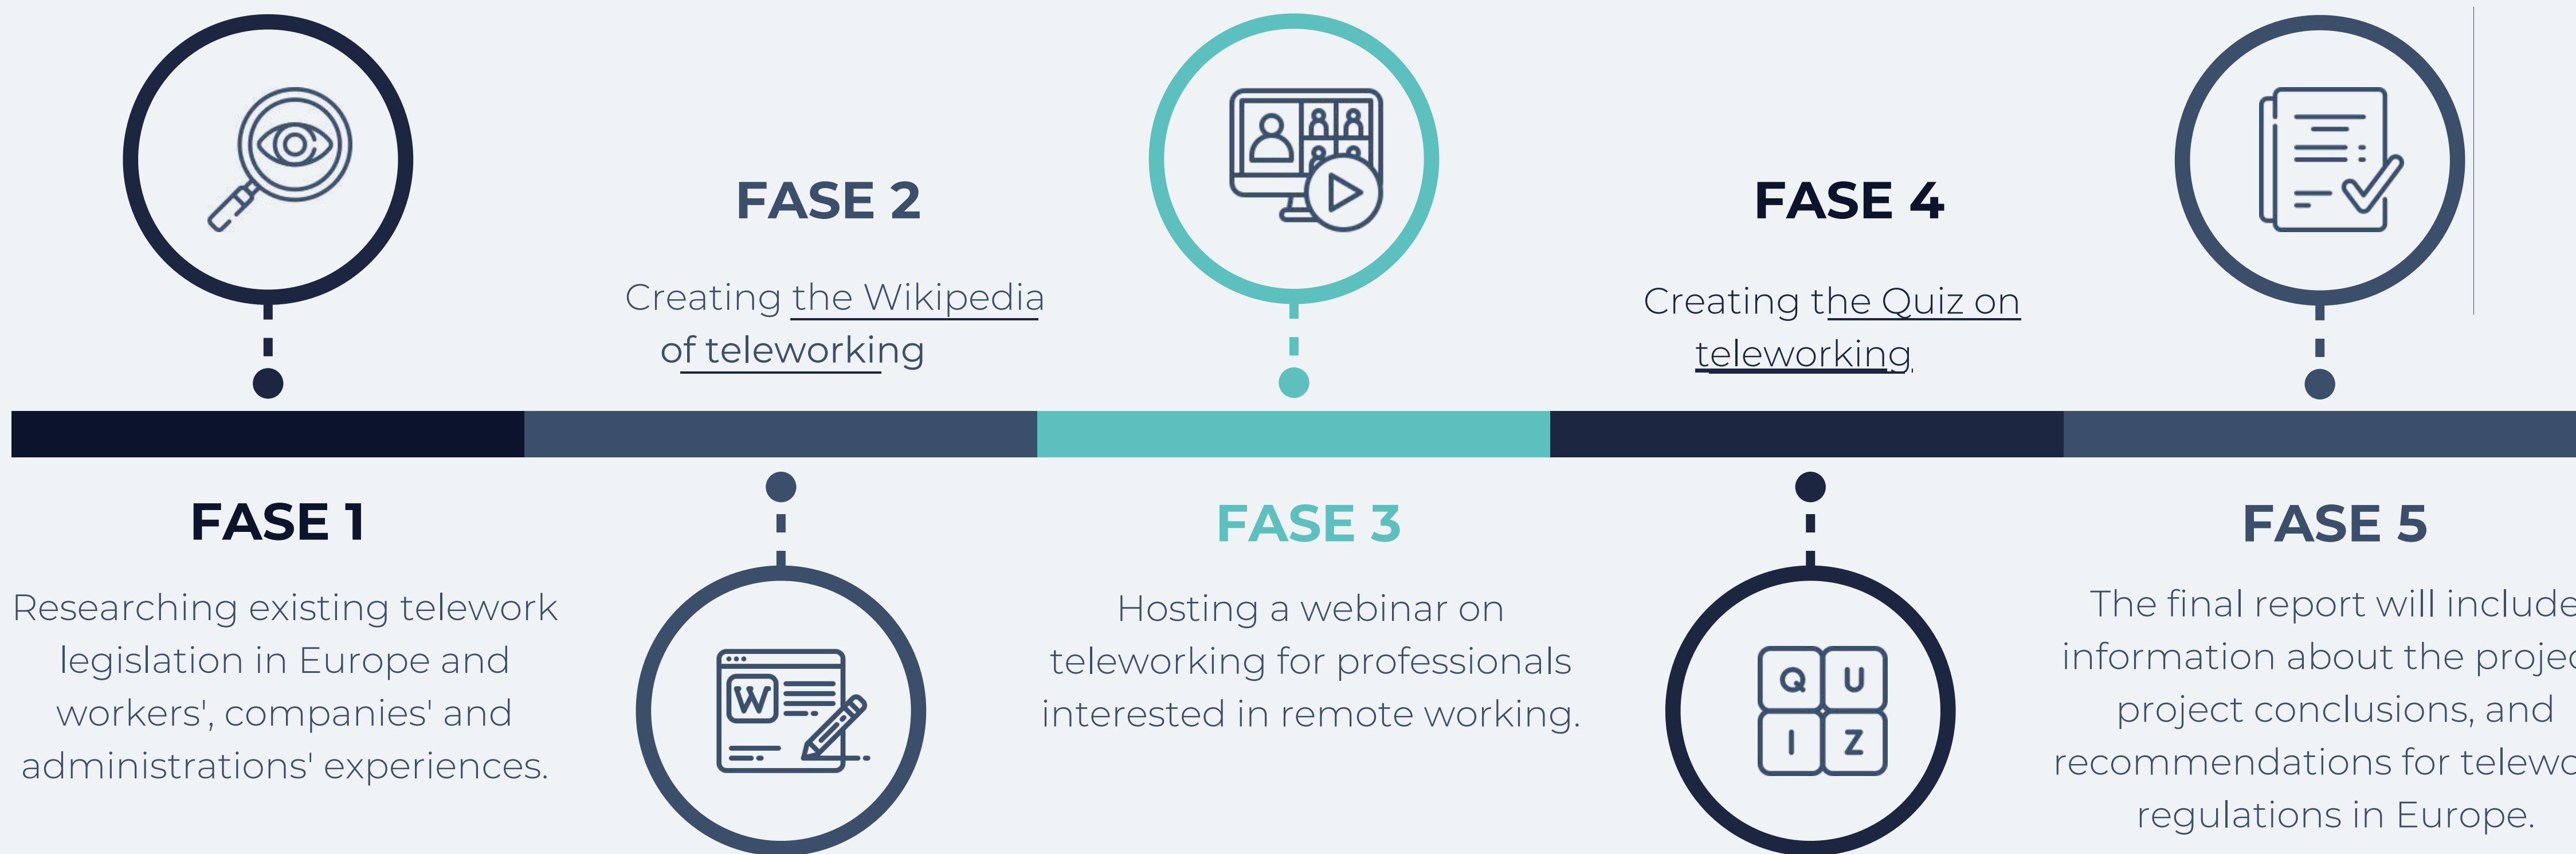 FASE 1
Researching existing telework
legislation in Europe and
workers', companies' and
administrations' experiences.
FASE 2
Creating the Wikipedia
of teleworking
W
FASE 3
Hosting a webinar on
teleworking for professionals
interested in remote working.
FASE 4
Creating the Quiz on
teleworking
Q U
I Z
FASE 5
The final report will include
information about the
project conclusions, and
recommendations for
regulations in Europe.